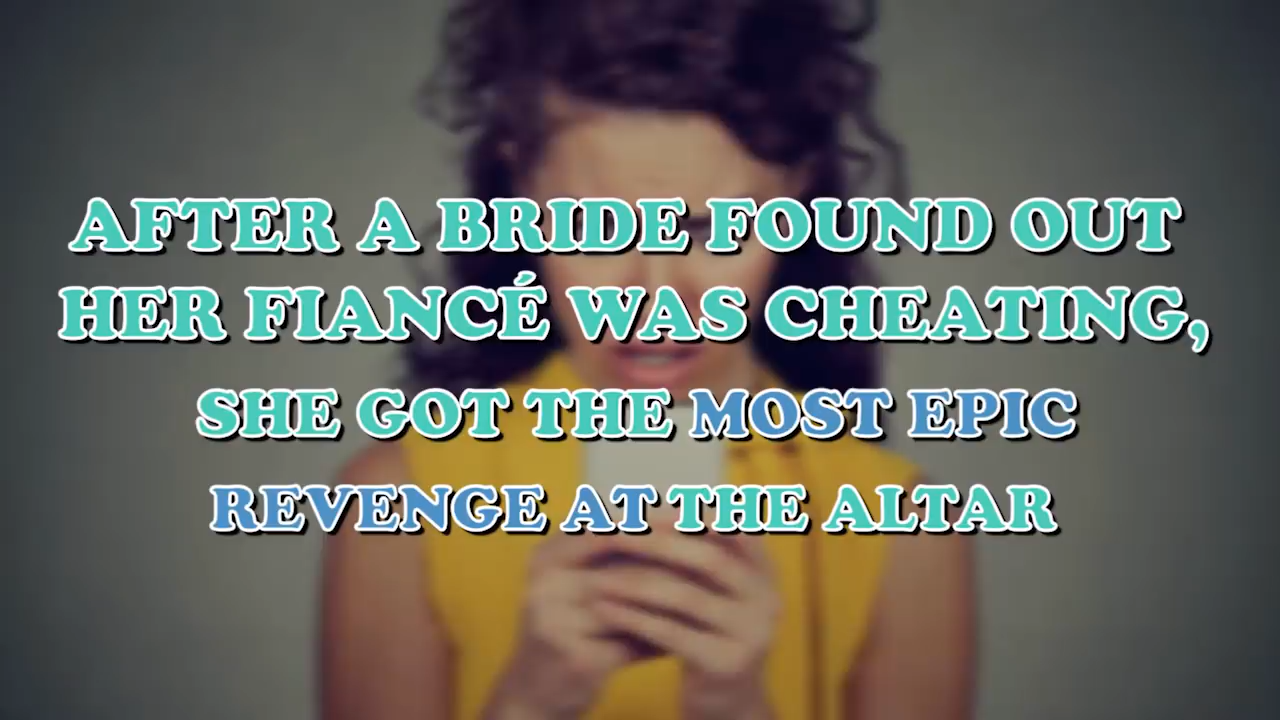 AFTER A BRIDE FOUND OUT
HER FIANCÉ WAS CHEATING,
SHE GOT THE MOST EPIC
REVENGE AT THE ALTAR